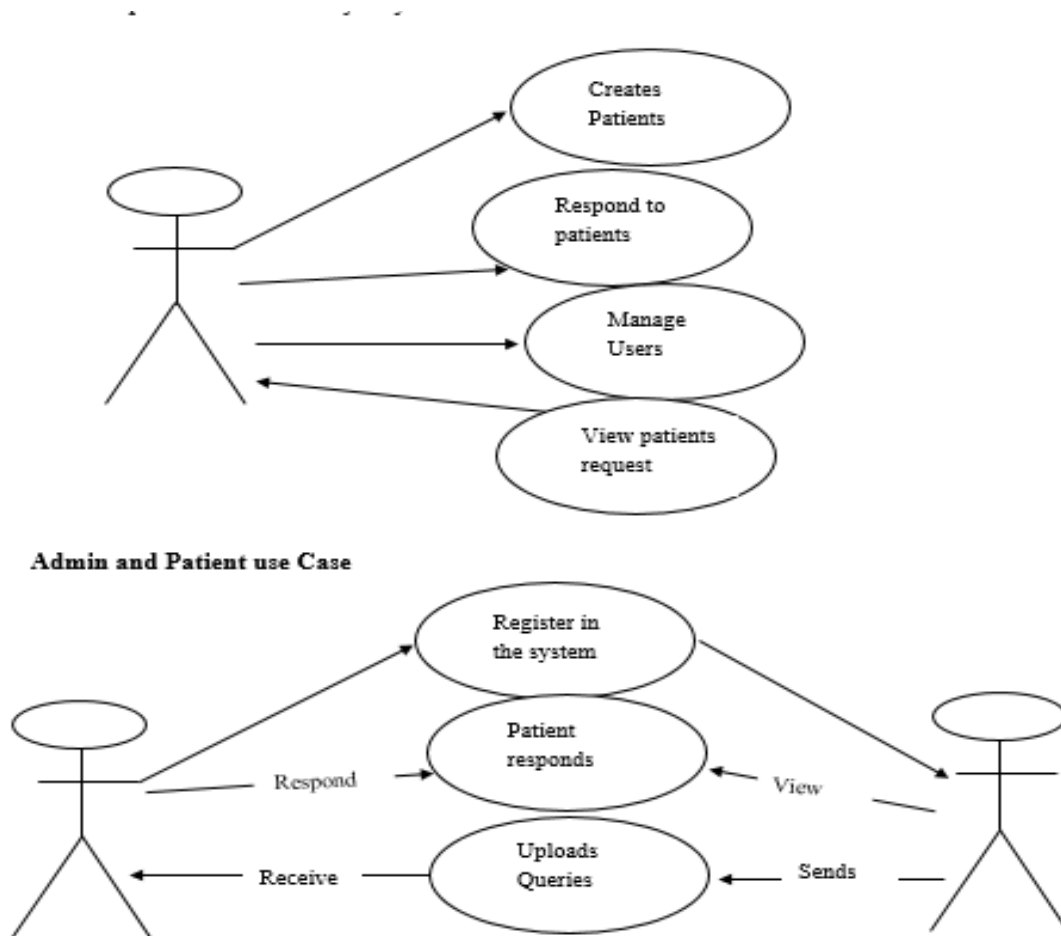 Creates
Patients
Respond to
patients
Manage
Users
View patients
request
Admin and Patient use Case
Register in
the system
Patient
responds
Respond
View
Uploads
Queries
Receive
Sends